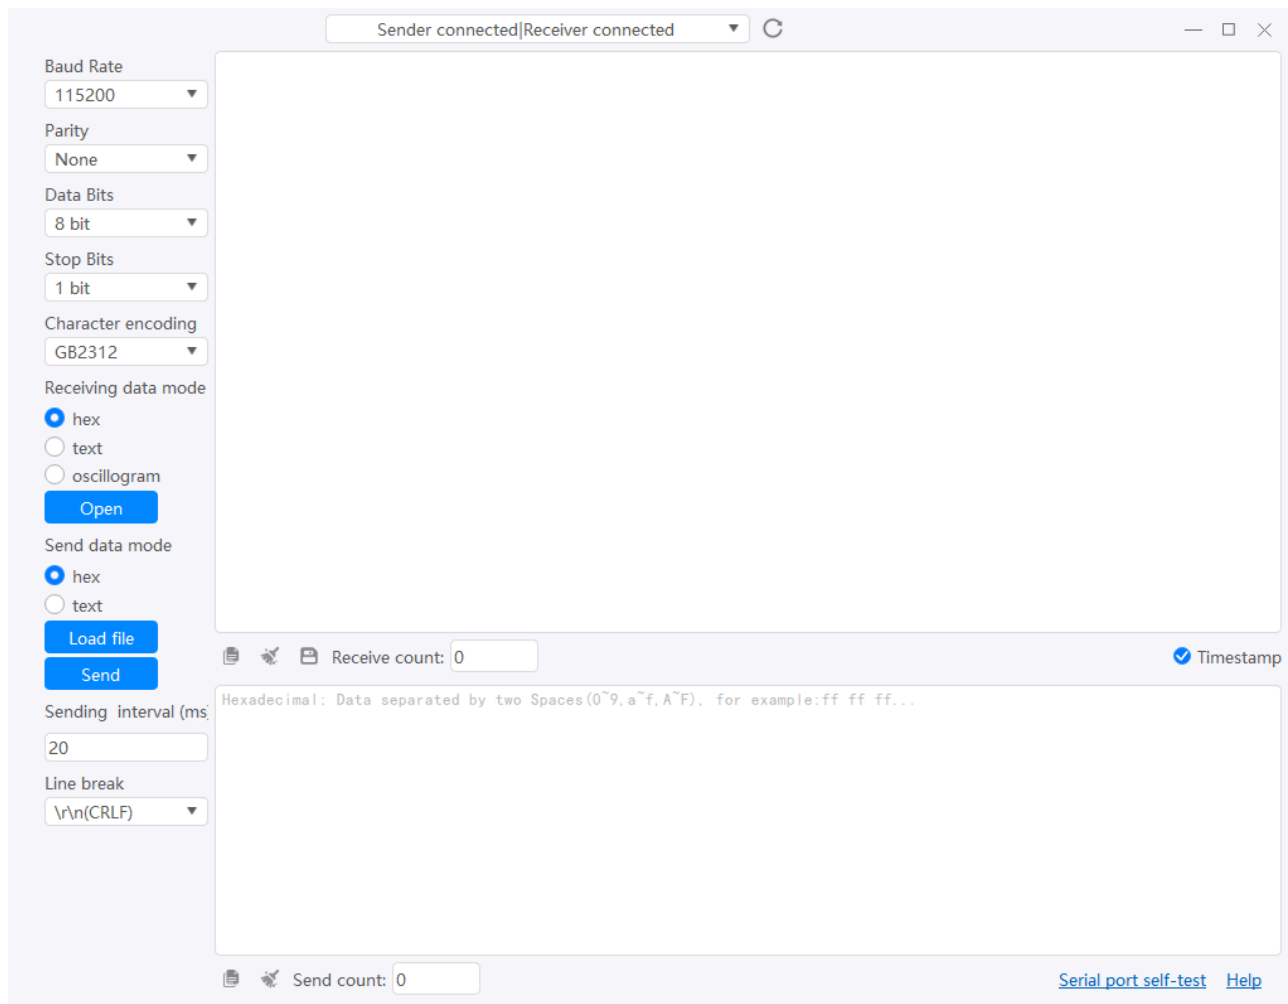 Sender connected|Receiver connected
Baud Rate
115200
Parity
None
Data Bits
8 bit
Stop Bits
1 bit
Character encoding
GB2312
Receiving data mode
hex
text
oscillogram
Open
Send data mode
hex
text
Load file
Send
Receive count: 0
Timestamp
Hexadecimal: Data separated by two Spaces(0~9,a~f,A~F), for example:ff ff ff...
Sending interval (ms
20
Line break
\r\n(CRLF)
Send count: 0
Serial port self-test
Help